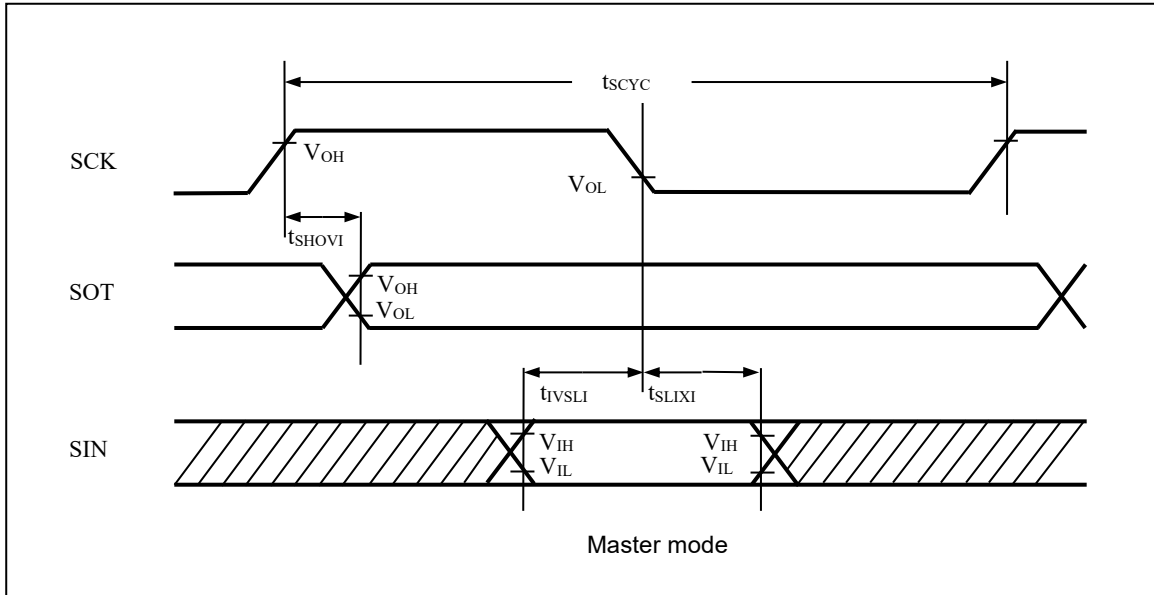 tSCYC
SCK
VOH
VOL
tSHOVI
SOT
VOH
VOL
tIVSLI
tSLIXI
SIN
VIH
VIH
VIL
VIL
Master mode